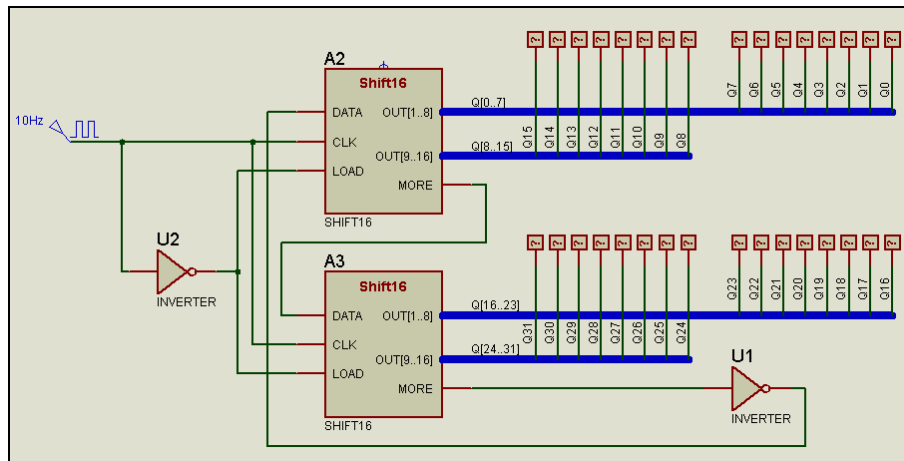 A2
? ? ? ? ? ? ? ? ? ? ? ? ? ? ? ?
Shift16
10Hz
DATA
OUT[1..8]
Q[0..7]
Q7 Q6 Q5 Q4 Q3 Q2 Q1 Q0
CLK
OUT[9..16]
Q[8..15]
Q15 Q14 Q13 Q12 Q11 Q10 Q9 Q8
LOAD
MORE
SHIFT16
U2
INVERTER
A3
? ? ? ? ? ? ? ? ? ? ? ? ? ? ? ?
Shift16
DATA
OUT[1..8]
Q[16..23]
Q23 Q22 Q21 Q20 Q19 Q18 Q17 Q16
CLK
OUT[9..16]
Q[24..31]
Q31 Q30 Q29 Q28 Q27 Q26 Q25 Q24
LOAD
MORE
SHIFT16
U1
INVERTER